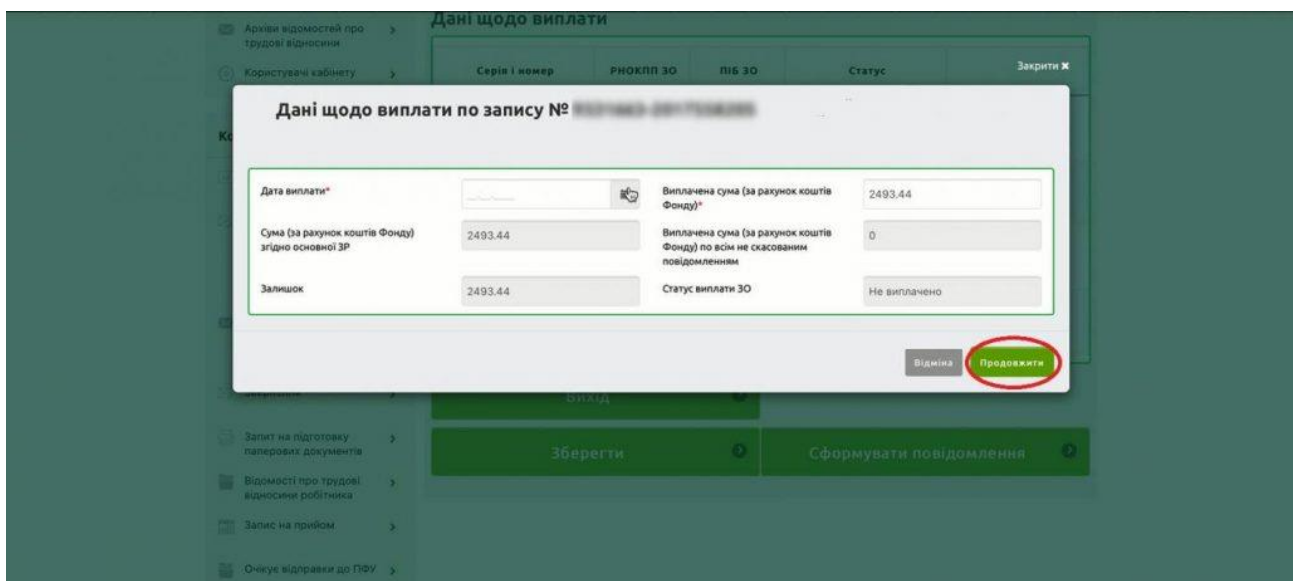 Архіви відомостей про
трудові відносини
Користувачі кабінету
Дані щодо виплати
Серія і номер
РНОКПП ЗО
ПІБ ЗО
Статус
Закрити ✖
Дані щодо виплати по запису №
Дата виплати*
Виплачена сума (за рахунок коштів
Фонду)*
2493,44
Сума (за рахунок коштів Фонду)
згідно основної ЗР
2493.44
Виплачена сума (за рахунок коштів
Фонду) по всім не скасованим
повідомленням
0
Залишок
2493.44
Статус виплати ЗО
Не виплачено
Відміна
Продовжити
Вихід
Зберегти
Сформувати повідомлення
Запит на підготовку
паперових документів
Відомості про трудові
відносини робітника
Запис на прийом
Очікує відправки до ПФУ